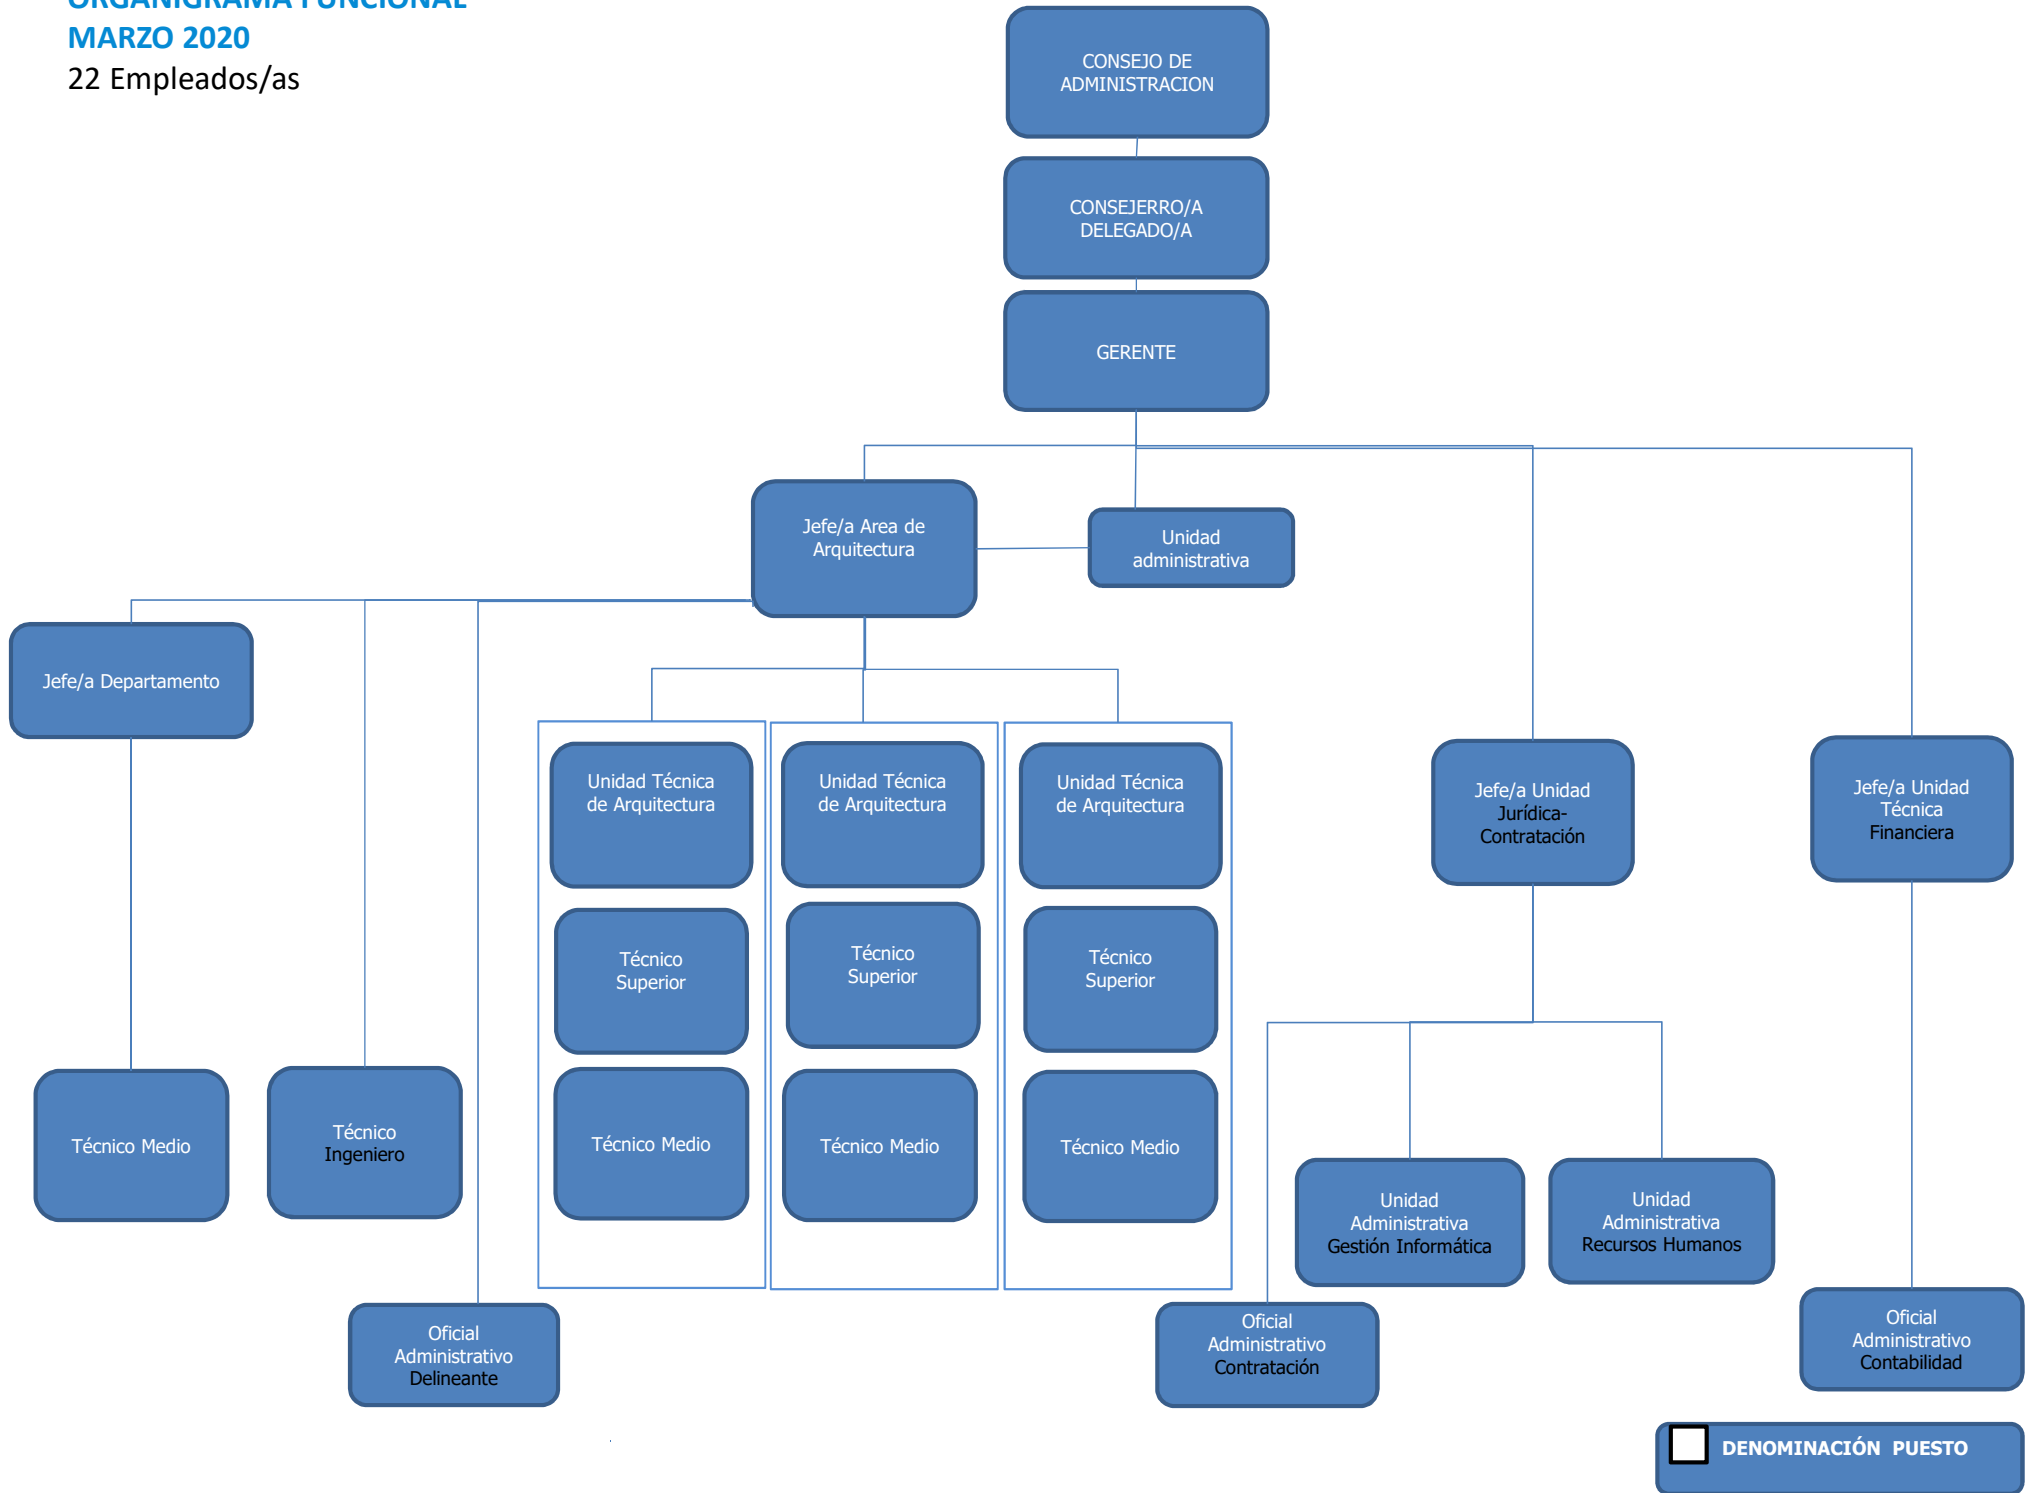 ORGANIGRAMA FUNCIONAL
MARZO 2020
22 Empleados/as
CONSEJO DE
ADMINISTRACION
CONSEJERRO/A
DELEGADO/A
GERENTE
Jefe/a Area de
Arquitectura
Unidad
administrativa
Jefe/a Departamento
Unidad Técnica
de Arquitectura
Unidad Técnica
de Arquitectura
Unidad Técnica
de Arquitectura
Jefe/a Unidad
Jurídica-
Contratación
Jefe/a Unidad
Técnica
Financiera
Técnico
Superior
Técnico
Superior
Técnico
Superior
Técnico Medio
Técnico
Ingeniero
Técnico Medio
Técnico Medio
Técnico Medio
Unidad
Administrativa
Gestión Informática
Unidad
Administrativa
Recursos Humanos
Oficial
Administrativo
Delineante
Oficial
Administrativo
Contratación
Oficial
Administrativo
Contabilidad
DENOMINACIÓN PUESTO